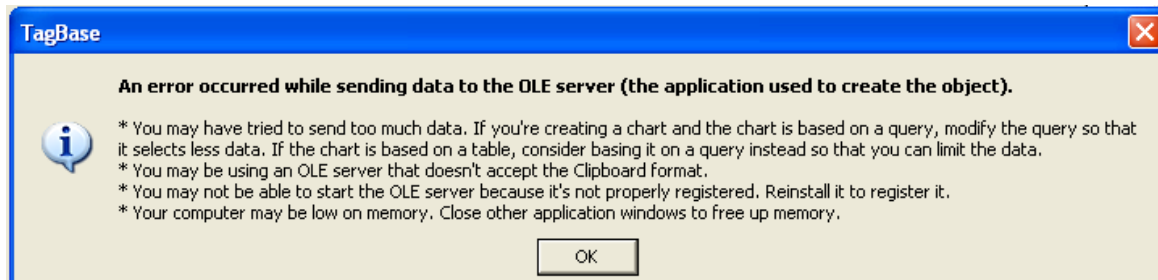 TagBase
An error occurred while sending data to the OLE server (the application used to create the object).
* You may have tried to send too much data. If you're creating a chart and the chart is based on a query, modify the query so that
it selects less data. If the chart is based on a table, consider basing it on a query instead so that you can limit the data.
* You may be using an OLE server that doesn't accept the Clipboard format.
* You may not be able to start the OLE server because it's not properly registered. Reinstall it to register it.
* Your computer may be low on memory. Close other application windows to free up memory.
OK